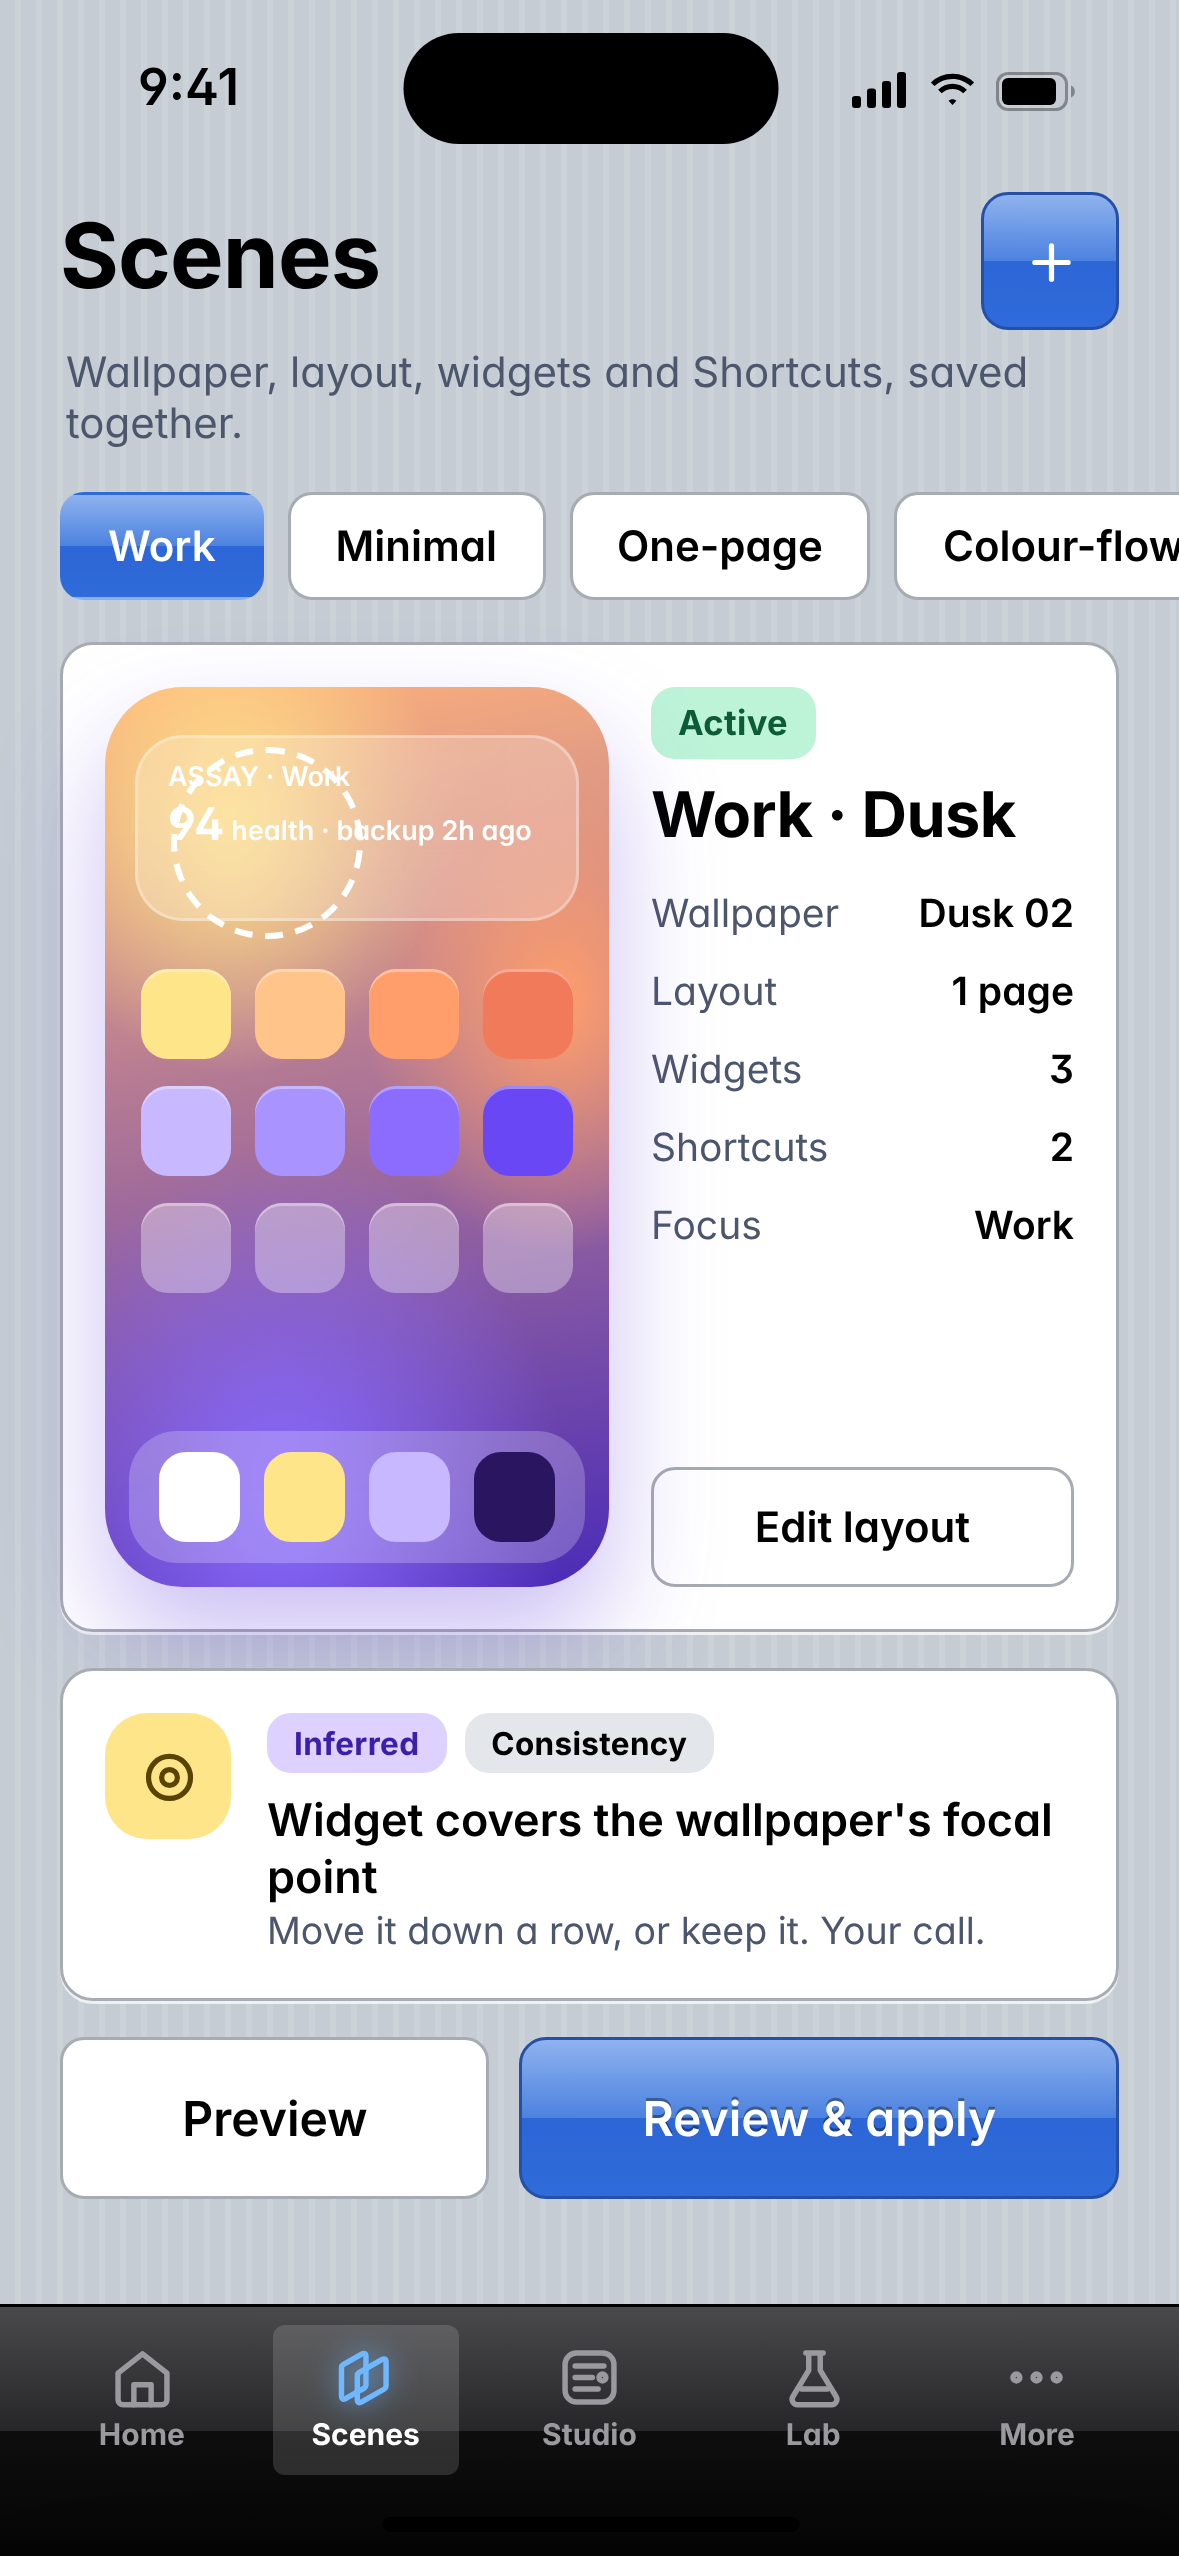 9:41
Scenes
Wallpaper, layout, widgets and Shortcuts, saved
together.
Work
Minimal
One-page
Colour-flow
ASSAY · Work
94 health · backup 2h ago
Active
Work · Dusk
Wallpaper Dusk 02
Layout 1 page
Widgets 3
Shortcuts 2
Focus Work
Edit layout
Inferred
Consistency
Widget covers the wallpaper's focal
point
Move it down a row, or keep it. Your call.
Preview
Review & apply
Home
Scenes
Studio
Lab
More